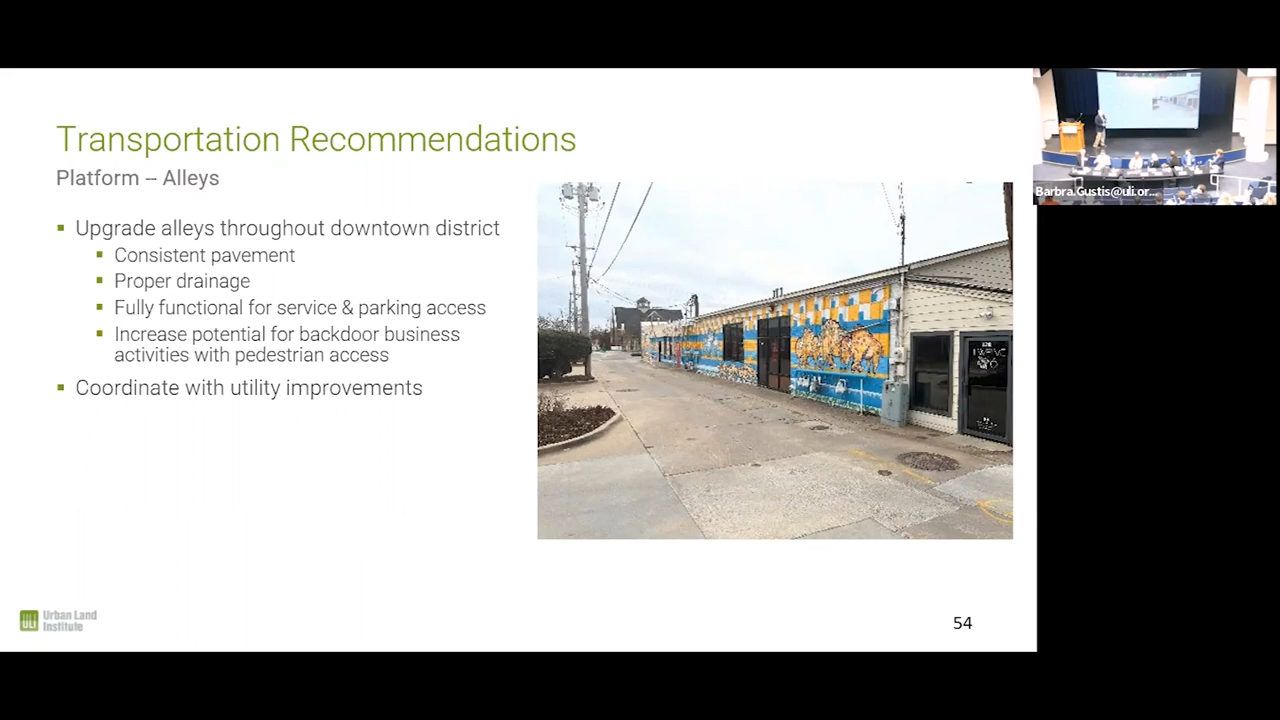 Transportation Recommendations
Platform – Alleys
▪ Upgrade alleys throughout downtown district
▪ Consistent pavement
▪ Proper drainage
▪ Fully functional for service & parking access
▪ Increase potential for backdoor business
activities with pedestrian access
▪ Coordinate with utility improvements
ULI Urban Land
Institute
54
Barbra.Gustis@uli.or...